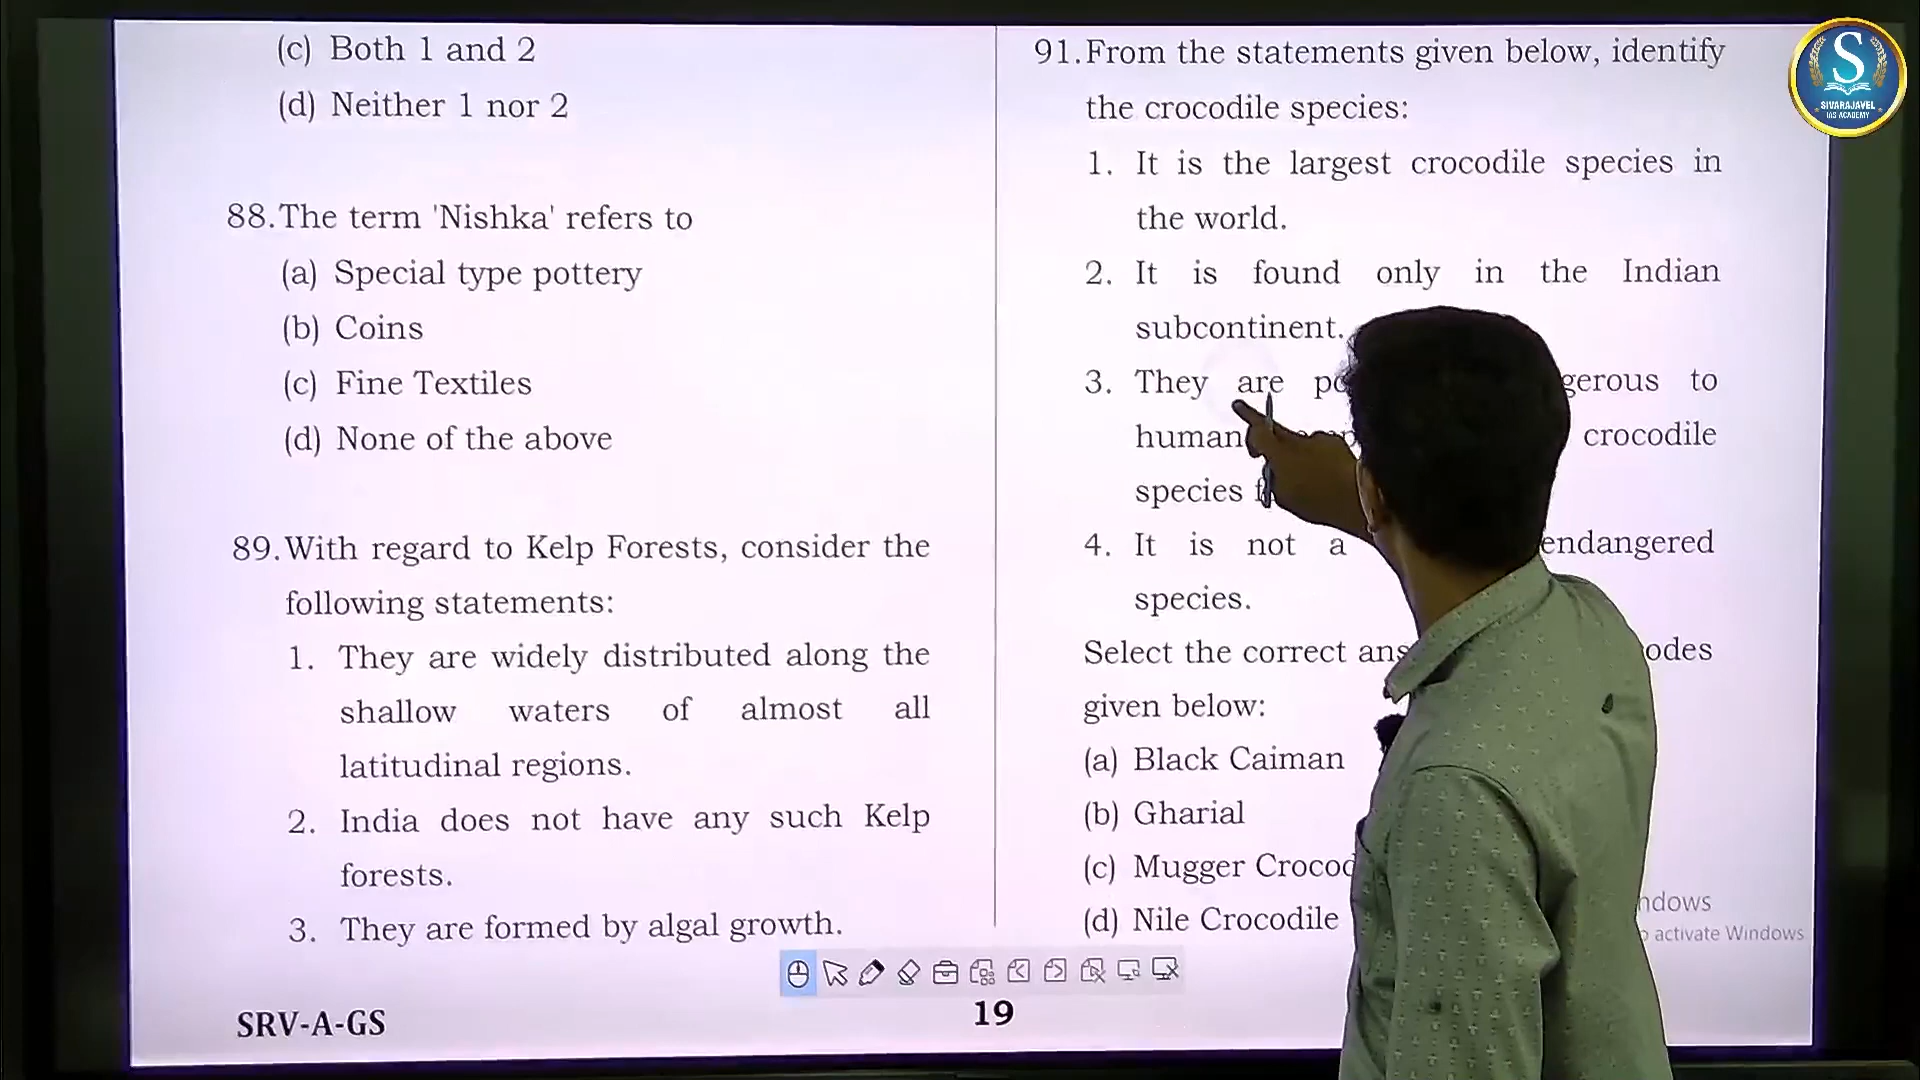 (c) Both 1 and 2
(d) Neither 1 nor 2
88. The term 'Nishka' refers to
(a) Special type pottery
(b) Coins
(c) Fine Textiles
(d) None of the above
89. With regard to Kelp Forests, consider the
following statements:
1. They are widely distributed along the
shallow waters of almost all
latitudinal regions.
2. India does not have any such Kelp
forests.
3. They are formed by algal growth.
SRV-A-GS
19
91. From the statements given below, identify
the crocodile species:
1. It is the largest crocodile species in
the world.
2. It is found only in the Indian
subcontinent.
3. They are to
crocodile
species
4. It is not a endangered
species.
Select the correct
given below:
(a) Black Caiman
(b) Gharial
(c) Mugger
(d) Nile Crocodile
activate Windows
S
SIVARAJAVEL
IAS ACADEMY